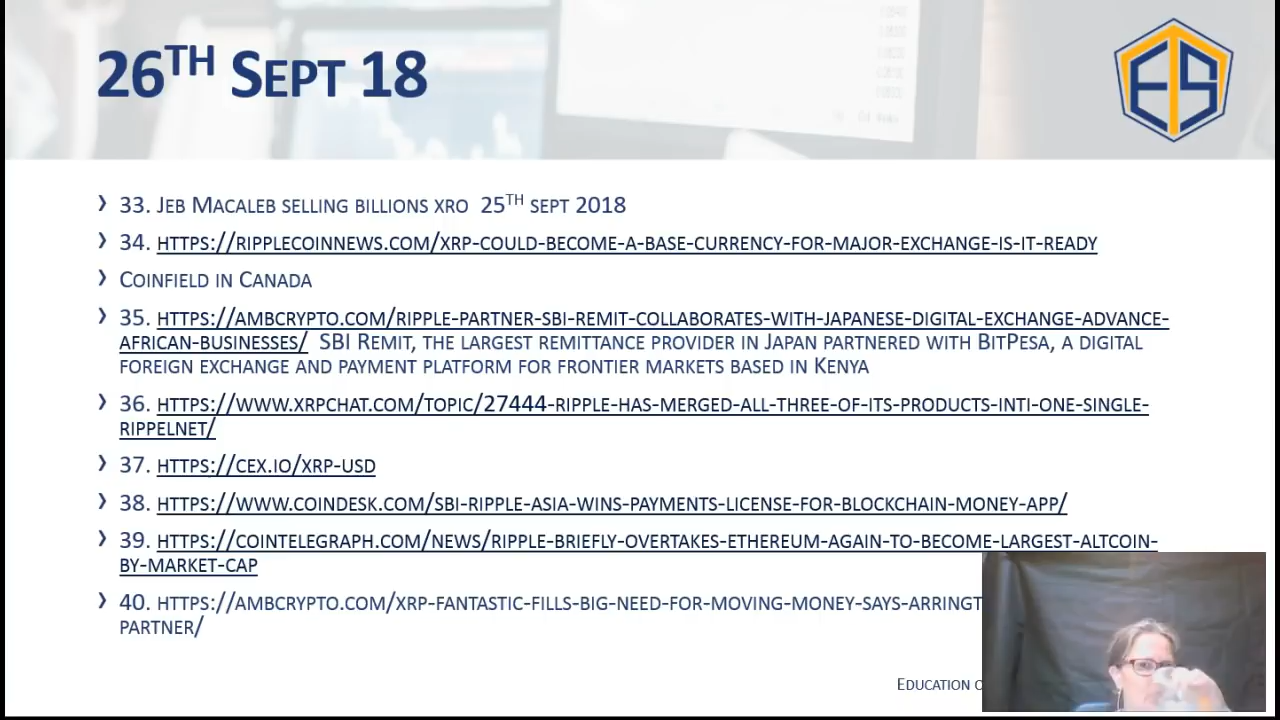 26TH SEPT 18
33. JEB MACALEB SELLING BILLIONS XRO 25TH SEPT 2018
34. HTTPS://RIPPLECOINNEWS.COM/XRP-COULD-BECOME-A-BASE-CURRENCY-FOR-MAJOR-EXCHANGE-IS-IT-READY
COINFIELD IN CANADA
35. HTTPS://AMBCRYPTO.COM/RIPPLE-PARTNER-SBI-REMIT-COLLABORATES-WITH-JAPANESE-DIGITAL-EXCHANGE-ADVANCE-
AFRICAN-BUSINESSES/ SBI REMIT, THE LARGEST REMITTANCE PROVIDER IN JAPAN PARTNERED WITH BITPESA, A DIGITAL
FOREIGN EXCHANGE AND PAYMENT PLATFORM FOR FRONTIER MARKETS BASED IN KENYA
36. HTTPS://WWW.XRPCHAT.COM/TOPIC/27444-RIPPLE-HAS-MERGED-ALL-THREE-OF-ITS-PRODUCTS-INTI-ONE-SINGLE-
RIPPELNET/
37. HTTPS://CEX.IO/XRP-USD
38. HTTPS://WWW.COINDESK.COM/SBI-RIPPLE-ASIA-WINS-PAYMENTS-LICENSE-FOR-BLOCKCHAIN-MONEY-APP/
39. HTTPS://COINTELEGRAPH.COM/NEWS/RIPPLE-BRIEFLY-OVERTAKES-ETHEREUM-AGAIN-TO-BECOME-LARGEST-ALTCOIN-
BY-MARKET-CAP
40. HTTPS://AMBCRYPTO.COM/XRP-FANTASTIC-FILLS-BIG-NEED-FOR-MOVING-MONEY-SAYS-ARRINGT
PARTNER/
EDUCATION